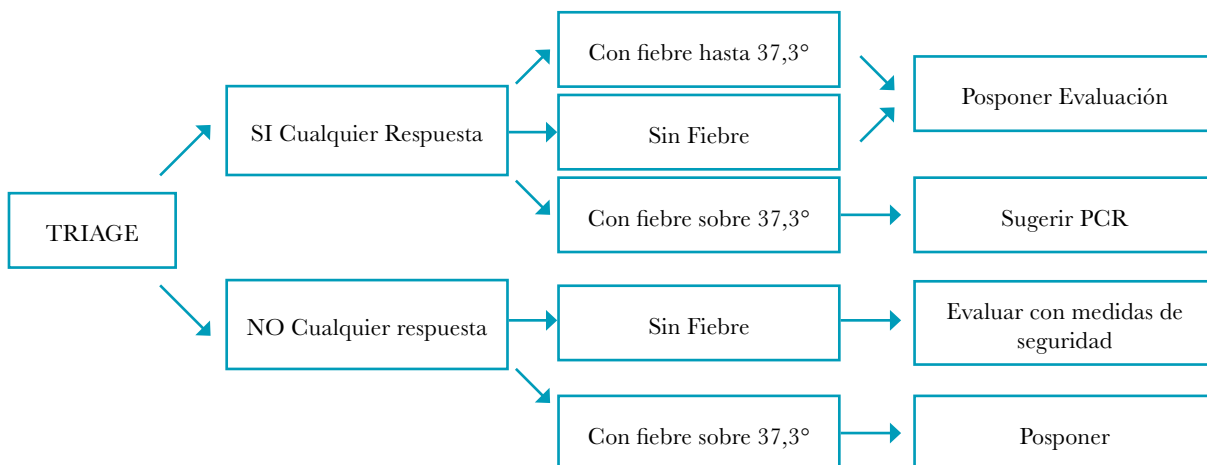 Con fiebre hasta 37,3°
Posponer Evaluación
SI Cualquier Respuesta
Sin Fiebre
Con fiebre sobre 37,3°
Sugerir PCR
TRIAGE
NO Cualquier respuesta
Sin Fiebre
Evaluar con medidas de
seguridad
Con fiebre sobre 37,3°
Posponer